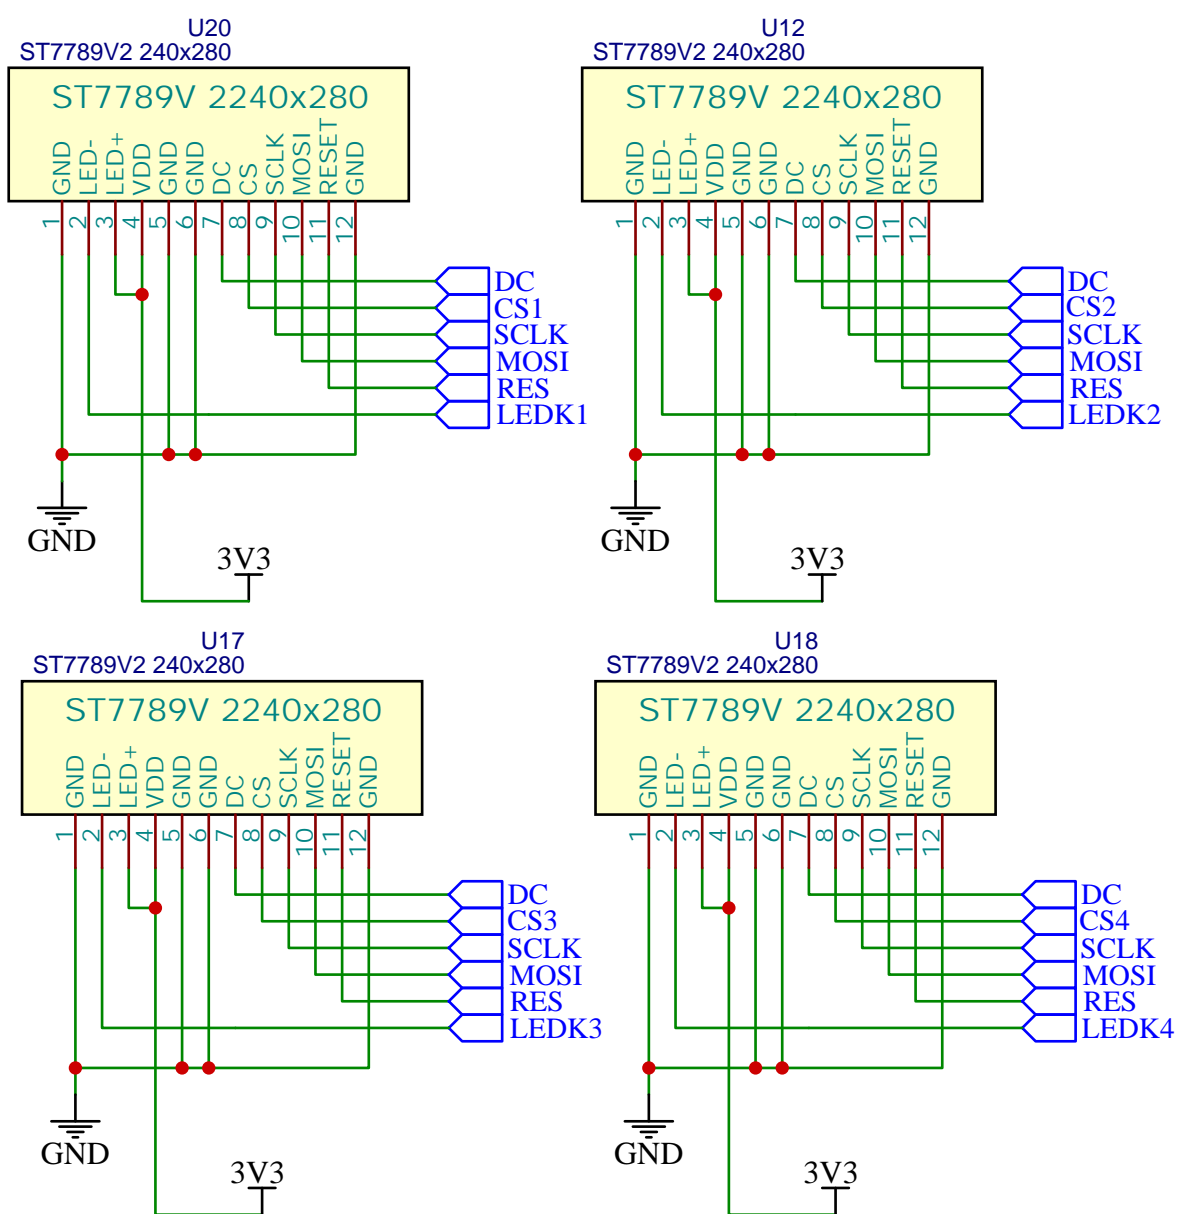 U20
ST7789V2 240x280
ST7789V 2240x280
GND
LED-
LED+
VDD
GND
GND
DC
CS
SCLK
MOSI
RESET
GND
1
2
3
4
5
6
7
8
9
10
11
12
DC
CS1
SCLK
MOSI
RES
LEDK1
GND
3V3
U12
ST7789V2 240x280
ST7789V 2240x280
GND
LED-
LED+
VDD
GND
GND
DC
CS
SCLK
MOSI
RESET
GND
1
2
3
4
5
6
7
8
9
10
11
12
DC
CS2
SCLK
MOSI
RES
LEDK2
GND
3V3
U17
ST7789V2 240x280
ST7789V 2240x280
GND
LED-
LED+
VDD
GND
GND
DC
CS
SCLK
MOSI
RESET
GND
1
2
3
4
5
6
7
8
9
10
11
12
DC
CS3
SCLK
MOSI
RES
LEDK3
GND
3V3
U18
ST7789V2 240x280
ST7789V 2240x280
GND
LED-
LED+
VDD
GND
GND
DC
CS
SCLK
MOSI
RESET
GND
1
2
3
4
5
6
7
8
9
10
11
12
DC
CS4
SCLK
MOSI
RES
LEDK4
GND
3V3